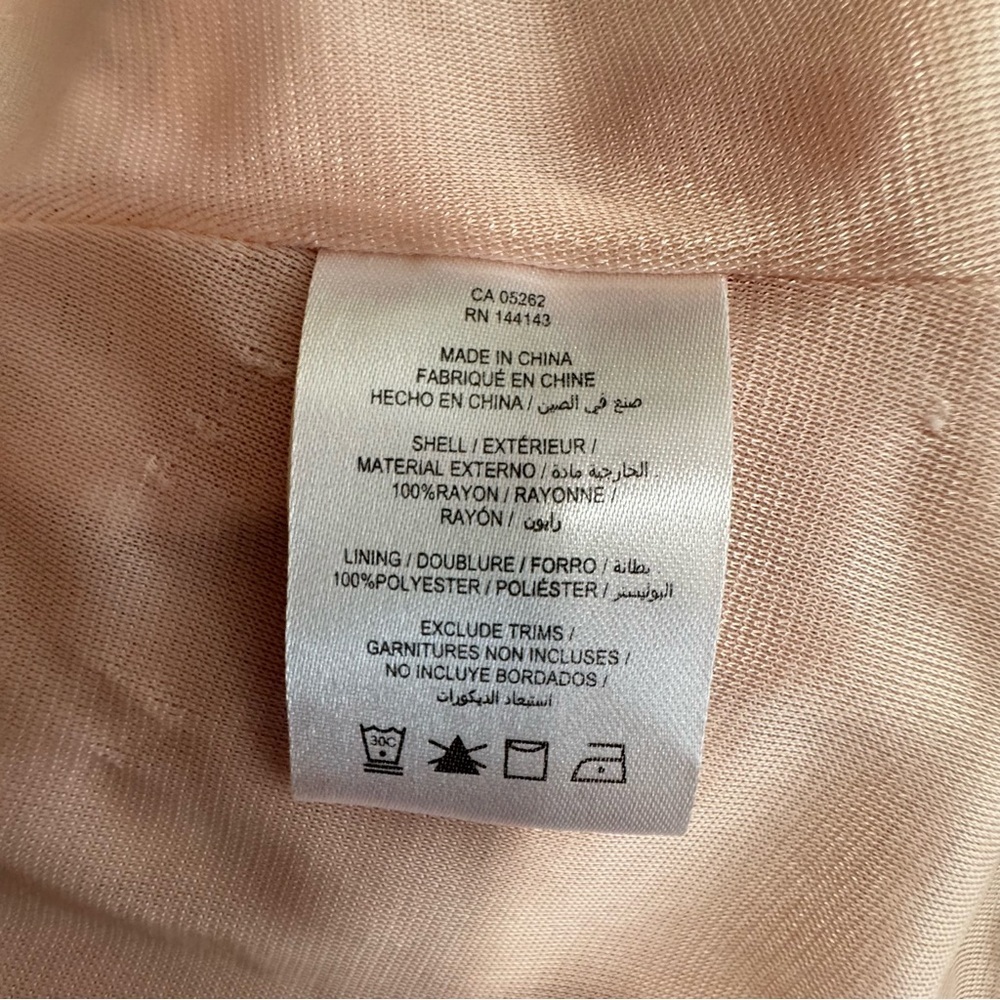 CA 05262
RN 144143
MADE IN CHINA
FABRIQUÉ EN CHINE
HECHO EN CHINA / صنع في الصين
SHELL / EXTÉRIEUR /
MATERIAL EXTERNO / الخارجية مادة
100%RAYON / RAYONNE /
RAYÓN / رايون
LINING / DOUBLURE / FORRO / بطانة
100%POLYESTER / POLIÉSTER / البوليستر
EXCLUDE TRIMS /
GARNITURES NON INCLUSES /
NO INCLUYE BORDADOS /
استبعاد الديكورات
30C